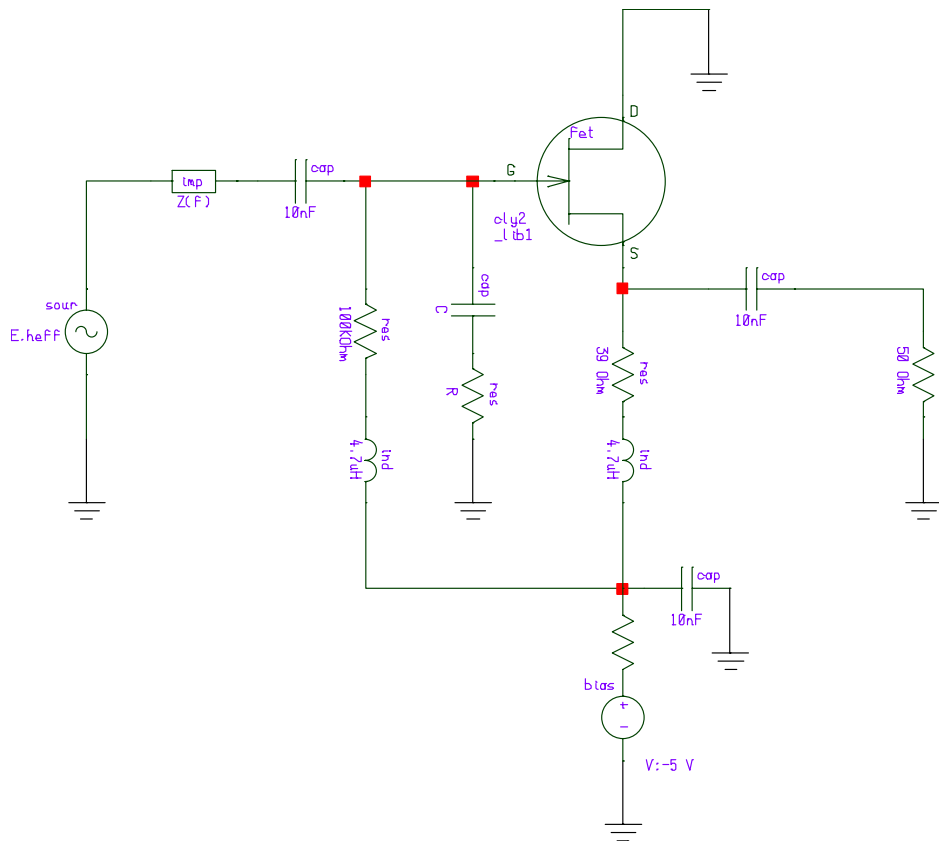 D
Fet
G
cly2
_lib1
S
cap
10nF
imp
Z(f)
sour
E.heff
res
100KOhm
cap
C
res
R
ind
4.7uH
res
39 Ohm
ind
4.7uH
cap
10nF
50 Ohm
cap
10nF
bias
+
-
V:-5 V